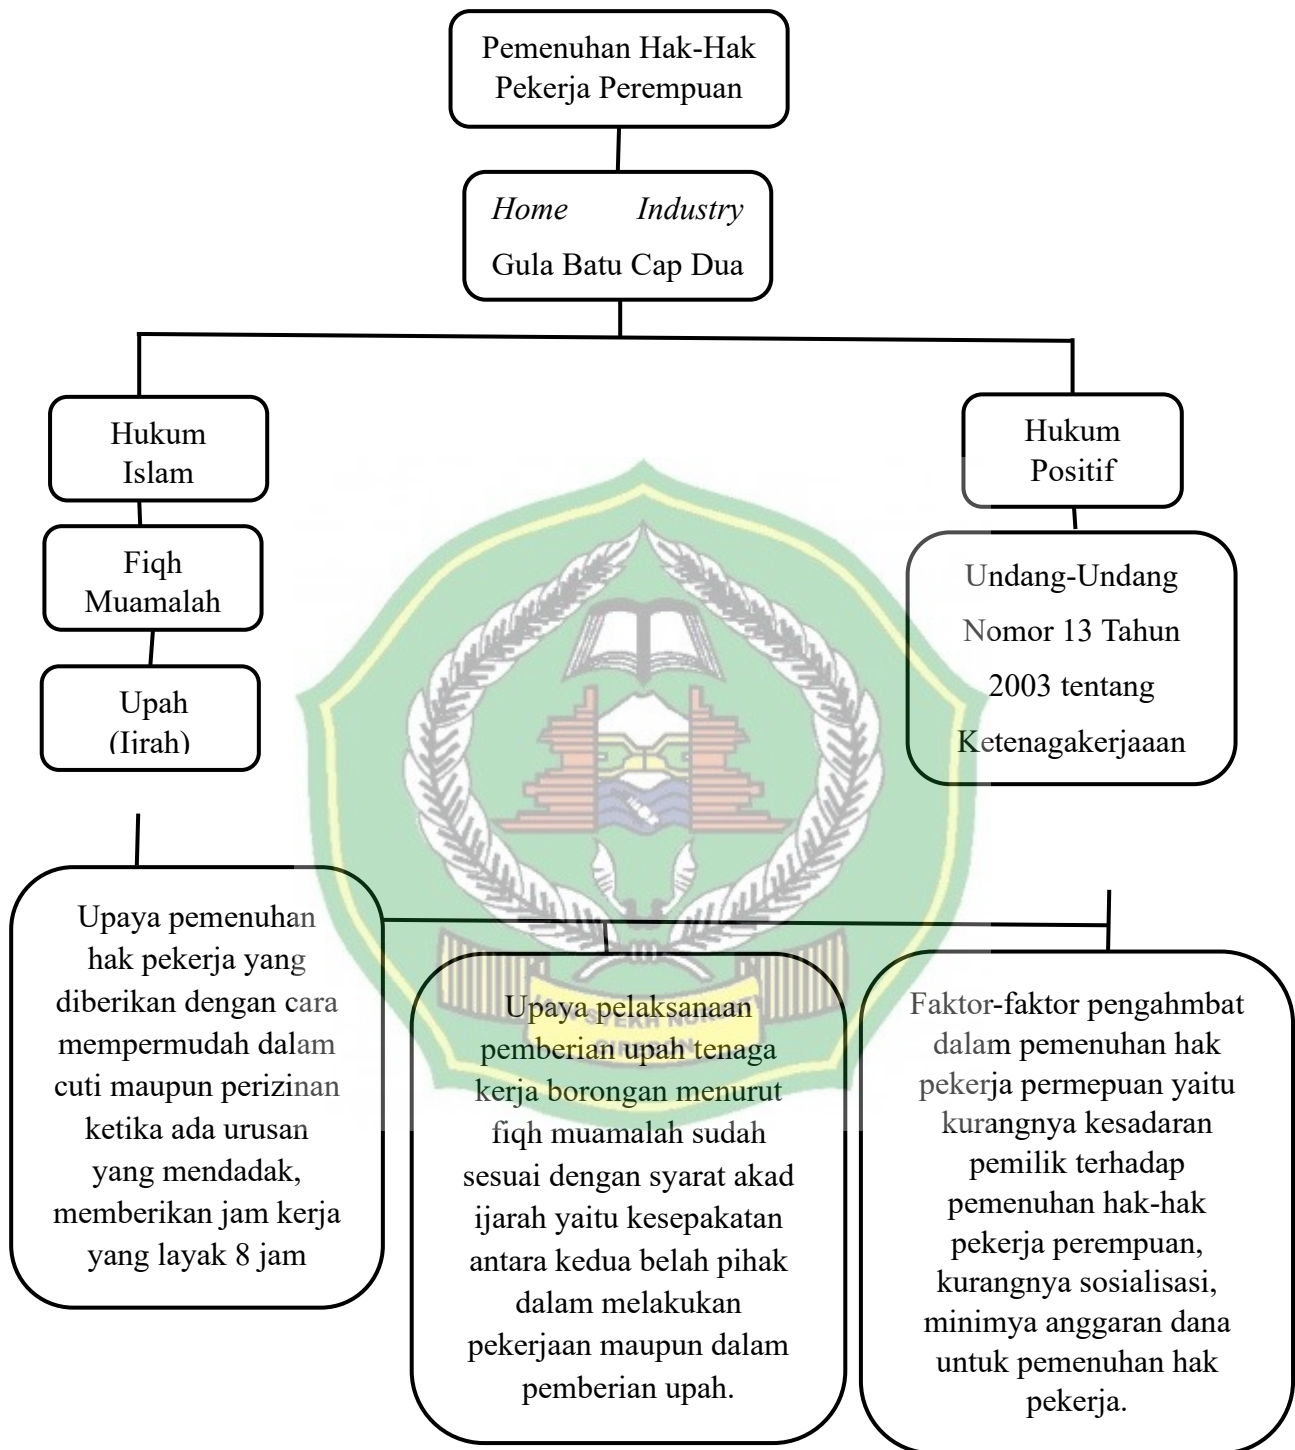 Pemenuhan Hak-Hak
Pekerja Perempuan
Home Industry
Gula Batu Cap Dua
Hukum
Islam
Hukum
Positif
Fiqh
Muamalah
Undang-Undang
Nomor 13 Tahun
2003 tentang
Ketenagakerjaaan
Upah
(Ijrah)
Upaya pemenuhan
hak pekerja yang
diberikan dengan cara
mempermudah dalam
cuti maupun perizinan
ketika ada urusan
yang mendadak,
memberikan jam kerja
yang layak 8 jam
Upaya pelaksanaan
pemberian upah tenaga
kerja borongan menurut
fiqh muamalah sudah
sesuai dengan syarat akad
ijarah yaitu kesepakatan
antara kedua belah pihak
dalam melakukan
pekerjaan maupun dalam
pemberian upah.
Faktor-faktor pengahmbat
dalam pemenuhan hak
pekerja permepuan yaitu
kurangnya kesadaran
pemilik terhadap
pemenuhan hak-hak
pekerja perempuan,
kurangnya sosialisasi,
minimya anggaran dana
untuk pemenuhan hak
pekerja.